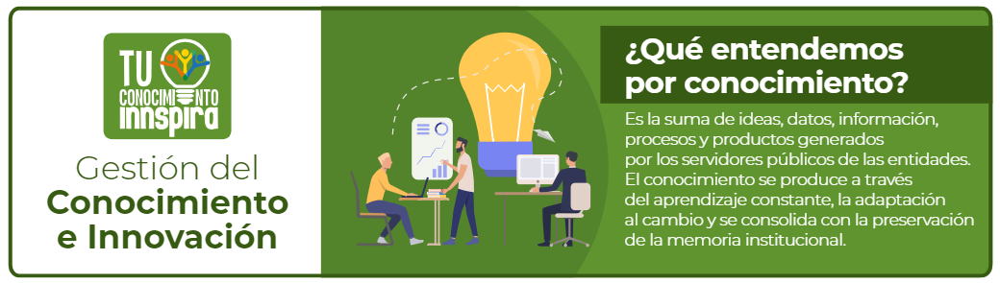 TU
CONOCIMIENTO
innspira
Gestión del
Conocimiento
e Innovación
¿Qué entendemos
por conocimiento?
Es la suma de ideas, datos, información,
procesos y productos generados
por los servidores públicos de las entidades.
El conocimiento se produce a través
del aprendizaje constante, la adaptación
al cambio y se consolida con la preservación
de la memoria institucional.